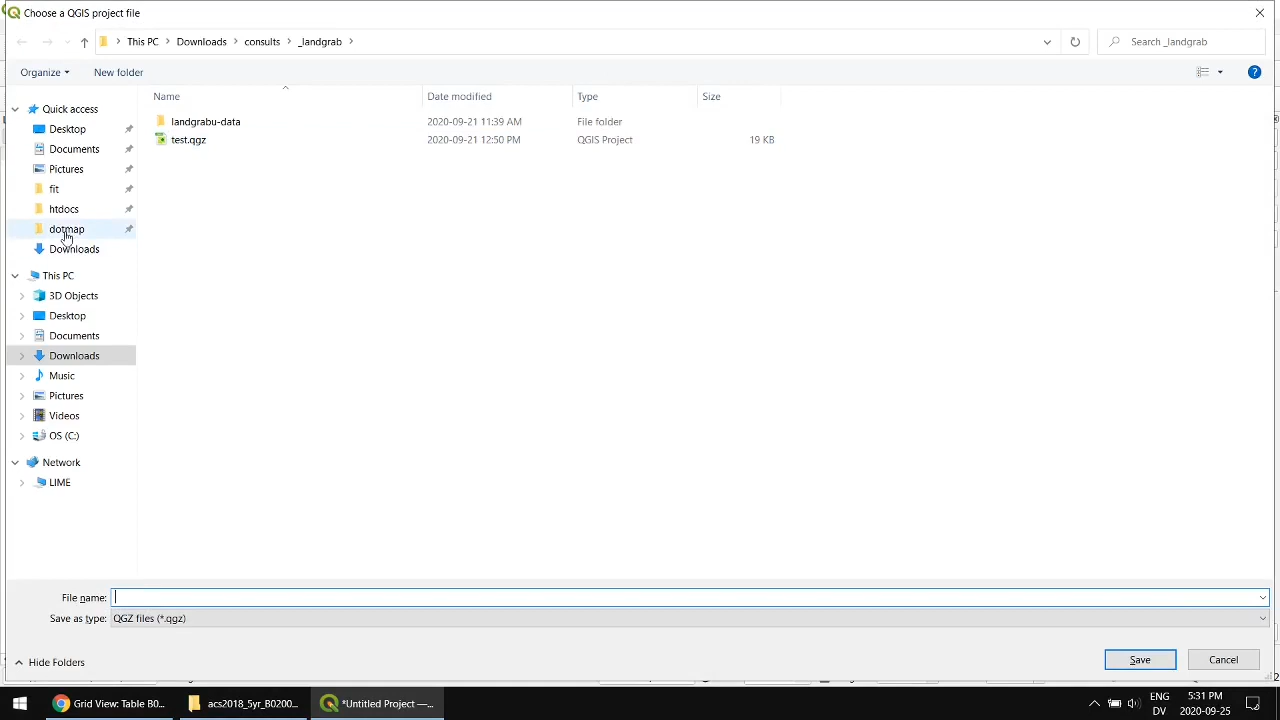 Choose a QGIS project file
This PC > Downloads > consults > _landgrab >
Search _landgrab
Organize
New folder
Name
Date modified
Type
Size
landgrabu-data 2020-09-21 11:39 AM File folder
test.qgz 2020-09-21 12:50 PM QGIS Project 19 KB
Quick access
Desktop
Documents
Pictures
fit
htdocs
dotmap
Downloads
This PC
3D Objects
Desktop
Documents
Downloads
Music
Pictures
Videos
OS (C:)
Network
LIME
File name:
Save as type: QGZ files (*.qgz)
Hide Folders
Save
Cancel
Grid View: Table B0...
acs2018_5yr_B0200...
*Untitled Project —...
ENG
DV
5:31 PM
2020-09-25